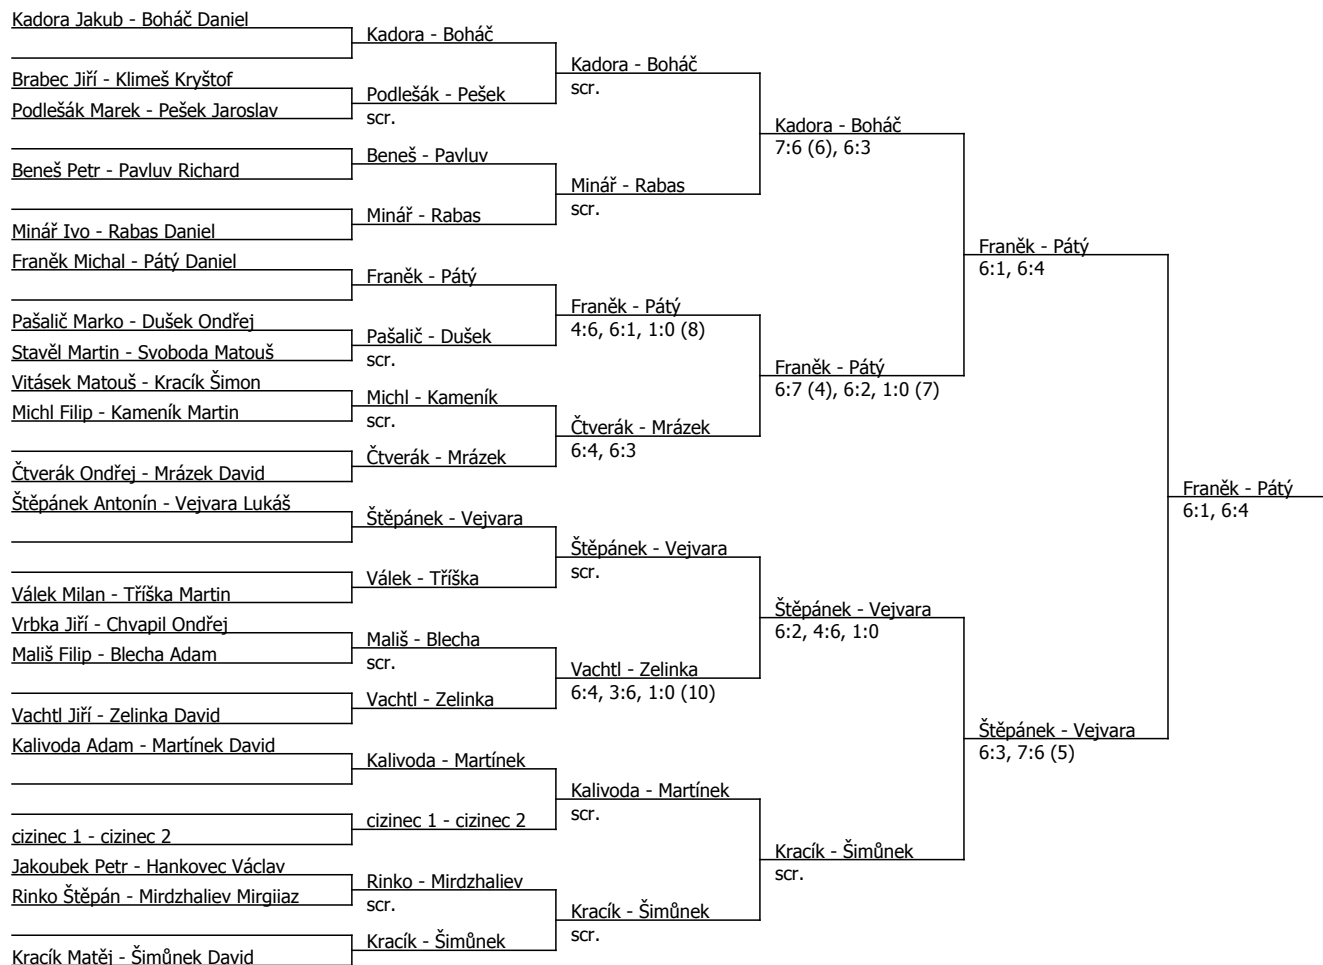 Kadora Jakub - Boháč Daniel
Brabec Jiří - Klimeš Kryštof
Podlešák Marek - Pešek Jaroslav
Beneš Petr - Pavluv Richard
Minář Ivo - Rabas Daniel
Franěk Michal - Pátý Daniel
Pašalič Marko - Dušek Ondřej
Stavěl Martin - Svoboda Matouš
Vitásek Matouš - Kracík Šimon
Michl Filip - Kameník Martin
Čtverák Ondřej - Mrázek David
Štěpánek Antonín - Vejvara Lukáš
Válek Milan - Tříška Martin
Vrbka Jiří - Chvapil Ondřej
Mališ Filip - Blecha Adam
Vachtl Jiří - Zelinka David
Kalivoda Adam - Martínek David
cizinec 1 - cizinec 2
Jakoubek Petr - Hankovec Václav
Rinko Štěpán - Mirdzhaliev Mirgiiaz
Kracík Matěj - Šimůnek David
Kadora - Boháč
Podlešák - Pešek
scr.
Beneš - Pavluv
Minář - Rabas
Franěk - Pátý
Pašalič - Dušek
scr.
Michl - Kameník
scr.
Čtverák - Mrázek
Štěpánek - Vejvara
Válek - Tříška
Mališ - Blecha
scr.
Vachtl - Zelinka
Kalivoda - Martínek
cizinec 1 - cizinec 2
Rinko - Mirdzhaliev
scr.
Kracík - Šimůnek
Kadora - Boháč
scr.
Minář - Rabas
scr.
Franěk - Pátý
4:6, 6:1, 1:0 (8)
Čtverák - Mrázek
6:4, 6:3
Štěpánek - Vejvara
scr.
Vachtl - Zelinka
6:4, 3:6, 1:0 (10)
Kalivoda - Martínek
scr.
Kracík - Šimůnek
scr.
Kadora - Boháč
7:6 (6), 6:3
Franěk - Pátý
6:7 (4), 6:2, 1:0 (7)
Štěpánek - Vejvara
6:2, 4:6, 1:0
Kracík - Šimůnek
scr.
Franěk - Pátý
6:1, 6:4
Štěpánek - Vejvara
6:3, 7:6 (5)
Franěk - Pátý
6:1, 6:4